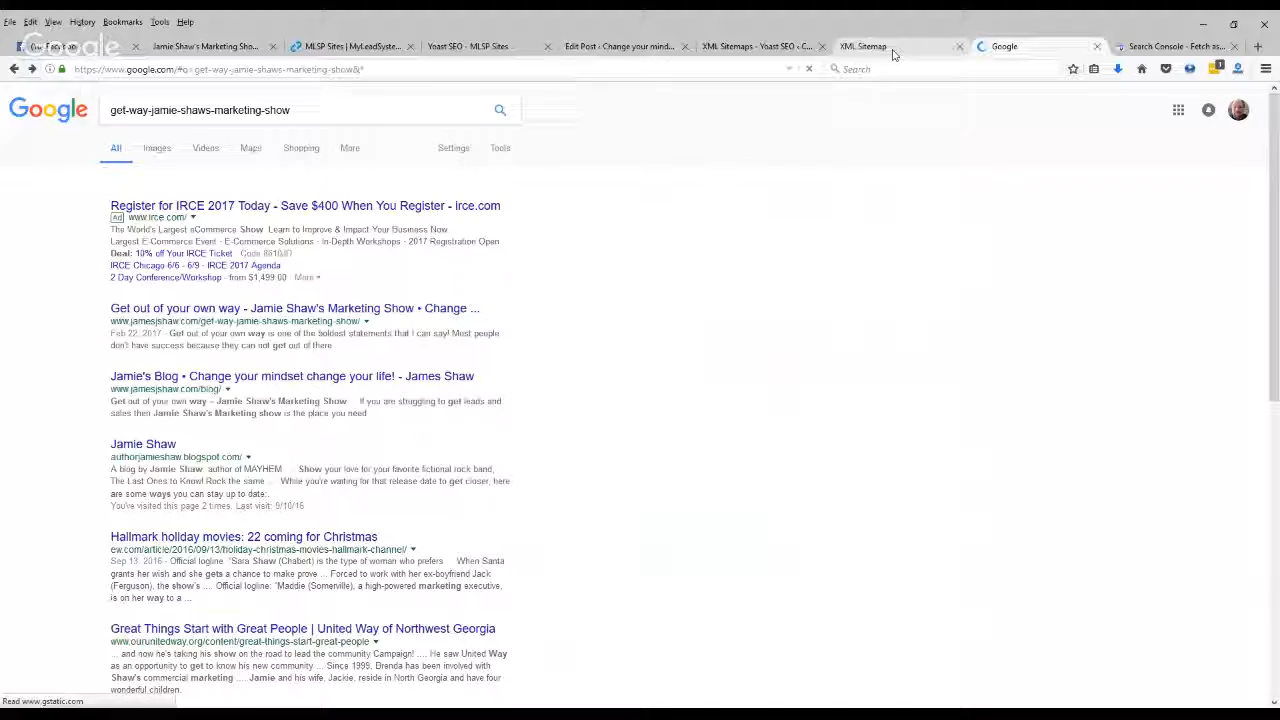 File Edit View History Bookmarks Tools Help
Google
Jamie Shaw's Marketing Sho... MLSP Sites | MyLeadSyste... Yoast SEO - MLSP Sites Edit Post ‹ Change your mind... XML Sitemaps - Yoast SEO ‹ C... XML Sitemap Google Search Console - Fetch as...
https://www.google.com/#q=get-way-jamie-shaws-marketing-show&* Search 1
Google get-way-jamie-shaws-marketing-show
All Images Videos Maps Shopping More Settings Tools
Register for IRCE 2017 Today - Save $400 When You Register - irce.com
Ad www.irce.com/
The World's Largest eCommerce Show. Learn to Improve & Impact Your Business Now
Largest E-Commerce Event · E-Commerce Solutions · In-Depth Workshops · 2017 Registration Open
Deal: 10% off Your IRCE Ticket Code
IRCE Chicago 6/6 - 6/9 · IRCE 2017 Agenda
2 Day Conference/Workshop - from $1,499.00 · More
Get out of your own way - Jamie Shaw's Marketing Show • Change ...
www.jamesjshaw.com/get-way-jamie-shaws-marketing-show/
Feb 22, 2017 - Get out of your own way is one of the boldest statements that I can say! Most people
don't have success because they can not get out of there
Jamie's Blog • Change your mindset change your life! - James Shaw
www.jamesjshaw.com/blog/
Get out of your own way – Jamie Shaw's Marketing Show ... If you are struggling to get leads and
sales then Jamie Shaw's Marketing show is the place you need
Jamie Shaw
authorjamieshaw.blogspot.com/
A blog by Jamie Shaw, author of MAYHEM ... Show your love for your favorite fictional rock band,
The Last Ones to Know! Rock the same ... While you're waiting for that release date to get closer, here
are some ways you can stay up to date:.
You've visited this page 2 times. Last visit: 9/10/16
Hallmark holiday movies: 22 coming for Christmas
ew.com/article/2016/09/13/holiday-christmas-movies-hallmark-channel/
Sep 13, 2016 - Official logline: "Sara Shaw (Chabert) is the type of woman who prefers ... When Santa
grants her wish and she gets a chance to make prove ... Forced to work with her ex-boyfriend Jack
(Ferguson), the show's .... Official logline: "Maddie (Somerville), a high-powered marketing executive,
is on her way to a ...
Great Things Start with Great People | United Way of Northwest Georgia
www.ourunitedway.org/content/great-things-start-great-people
... and now he's taking his show on the road to lead the community Campaign! .... He saw United Way
as an opportunity to get to know his new community ... Since 1999, Brenda has been involved with
Shaw's commercial marketing ..... Jamie and his wife, Jackie, reside in North Georgia and have four
wonderful children.
Read www.gstatic.com